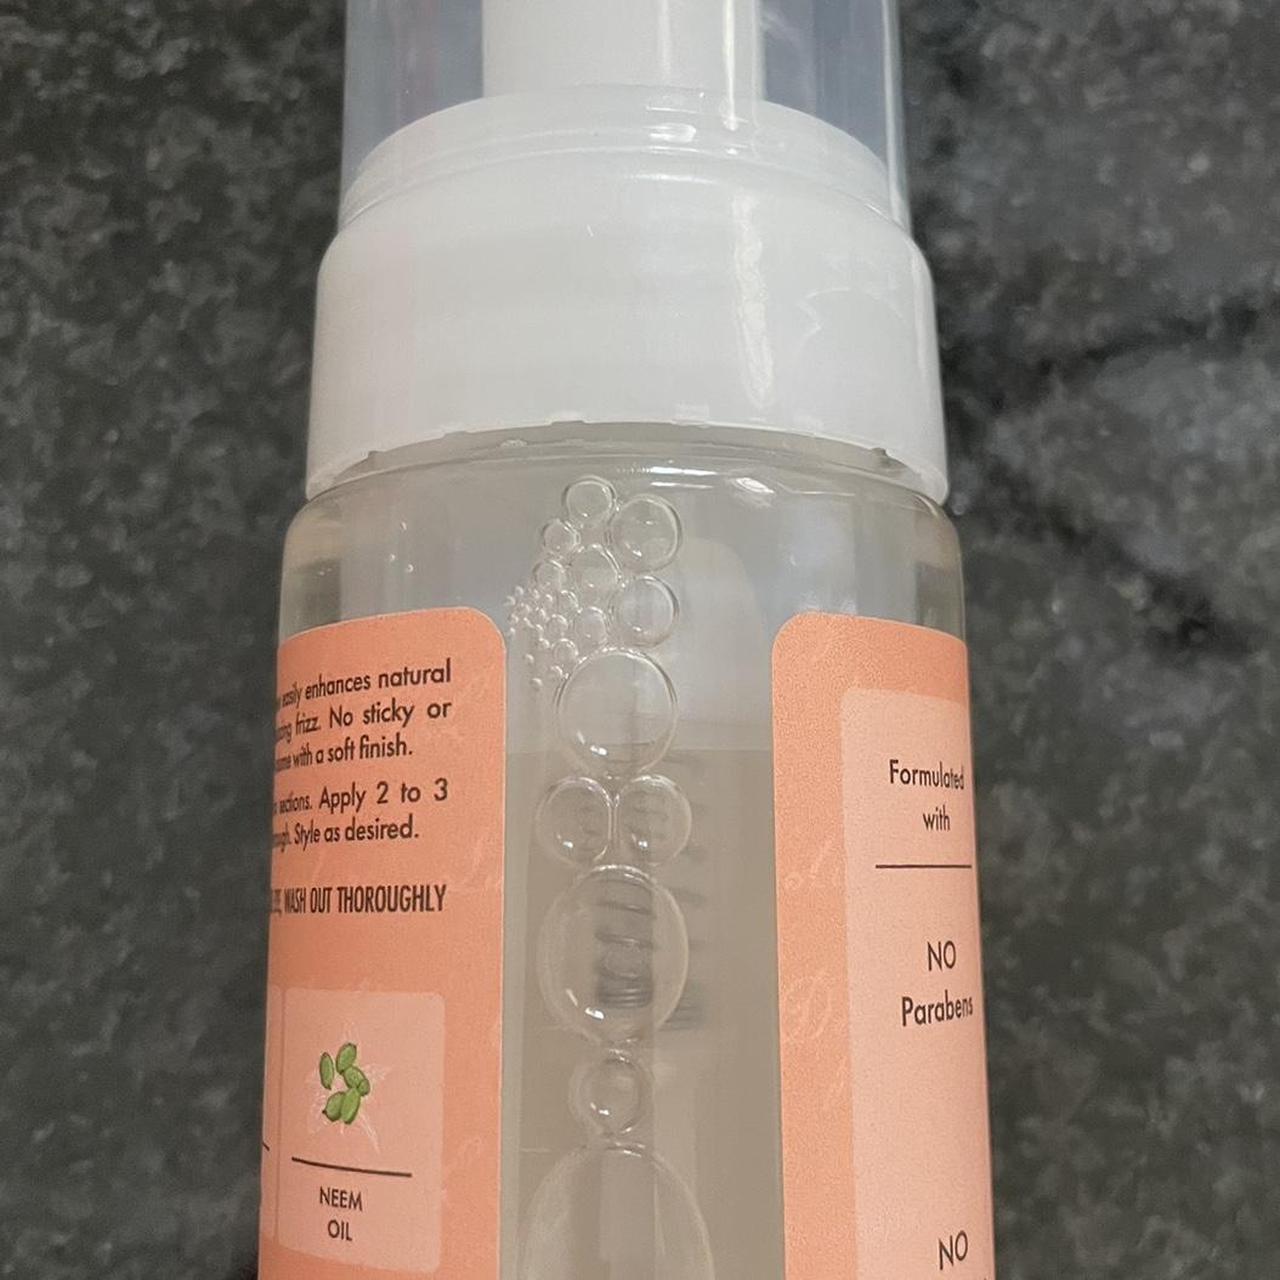 easily enhances natural
frizz. No sticky or
with a soft finish.
sections. Apply 2 to 3
Style as desired.
WASH OUT THOROUGHLY
NEEM
OIL
Formulated
with
NO
Parabens
NO